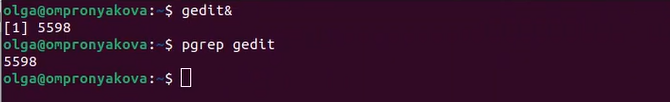 olga@ompronyakova:~$ gedit&
[1] 5598
olga@ompronyakova:~$ pgrep gedit
5598
olga@ompronyakova:~$